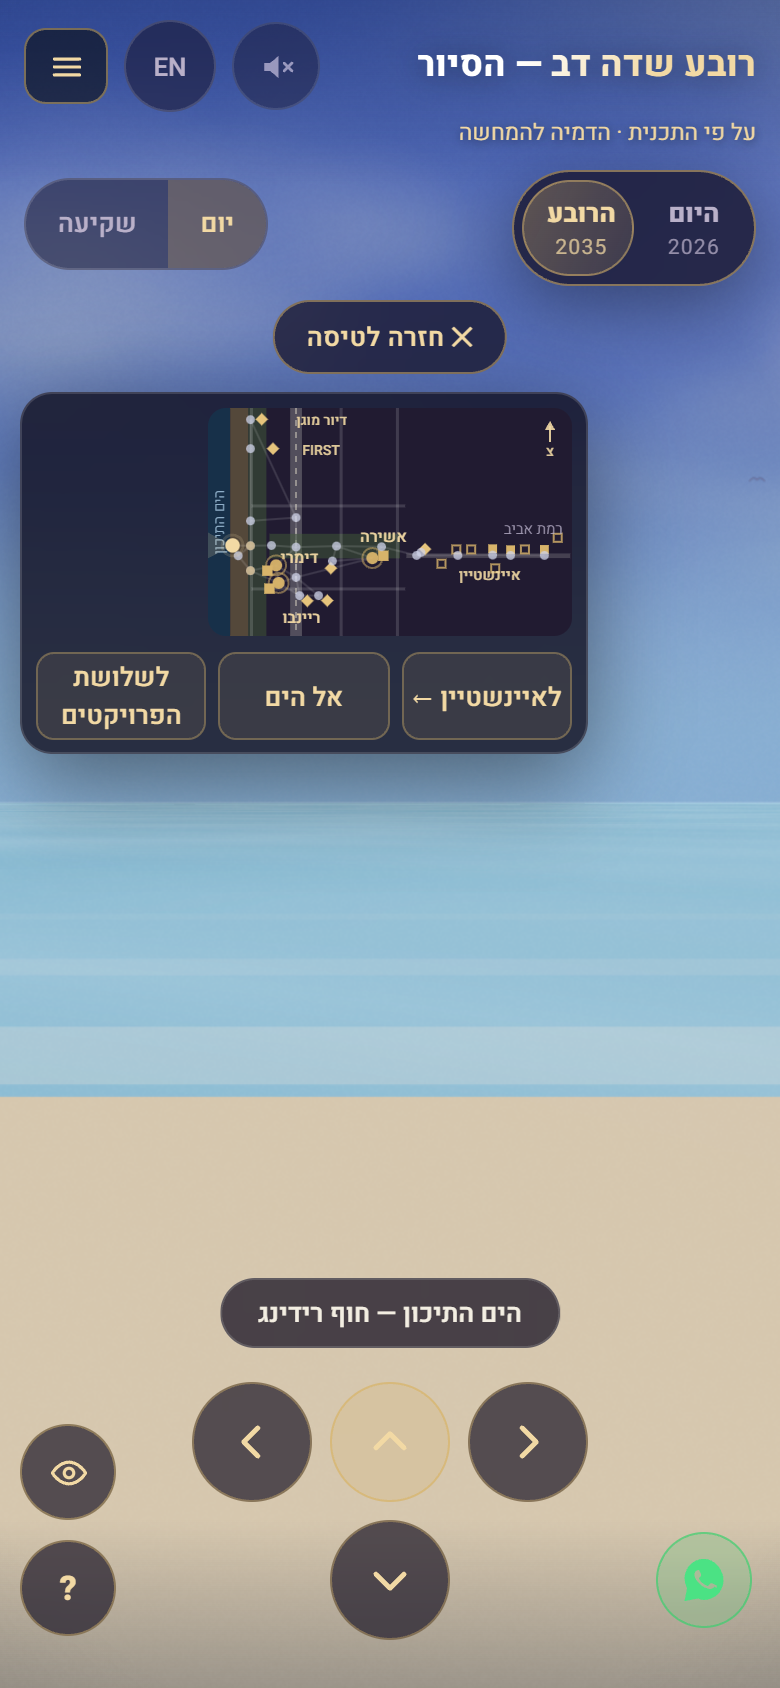 רובע שדה דב — הסיור
EN
על פי התכנית · הדמיה להמחשה
היום
2026
הרובע
2035
יום
שקיעה
חזרה לטיסה
דיור מוגן
FIRST
צ
הים התיכון
רמת אביב
אשירה
דימרי
איינשטיין
ריינבו
לאיינשטיין ←
אל הים
לשלושת
הפרויקטים
הים התיכון — חוף רידינג
?